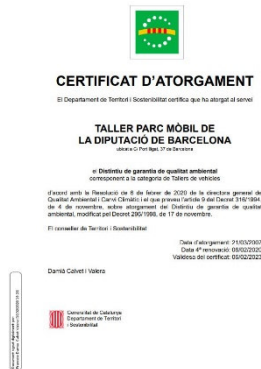 CERTIFICAT D'ATORGAMENT
El Departament de Territori i Sostenibilitat certifica que ha atorgat al servei
TALLER PARC MÒBIL DE
LA DIPUTACIÓ DE BARCELONA
ubicat a C/ Port lligat, 37 de Barcelona
el Distintiu de garantia de qualitat ambiental
corresponent a la categoria de Tallers de vehicles
d'acord amb la Resolució de 6 de febrer de 2020 de la directora general de
Qualitat Ambiental i Canvi Climàtic i el que preveu l'article 9 del Decret 316/1994,
de 4 de novembre, sobre atorgament del Distintiu de garantia de qualitat
ambiental, modificat pel Decret 296/1998, de 17 de novembre.
El conseller de Territori i Sostenibilitat
Data d'atorgament: 21/03/2007
Data 4ª renovació: 06/02/2020
Validesa del certificat: 06/02/2023
Damià Calvet i Valera
Generalitat de Catalunya
Departament de Territori
i Sostenibilitat